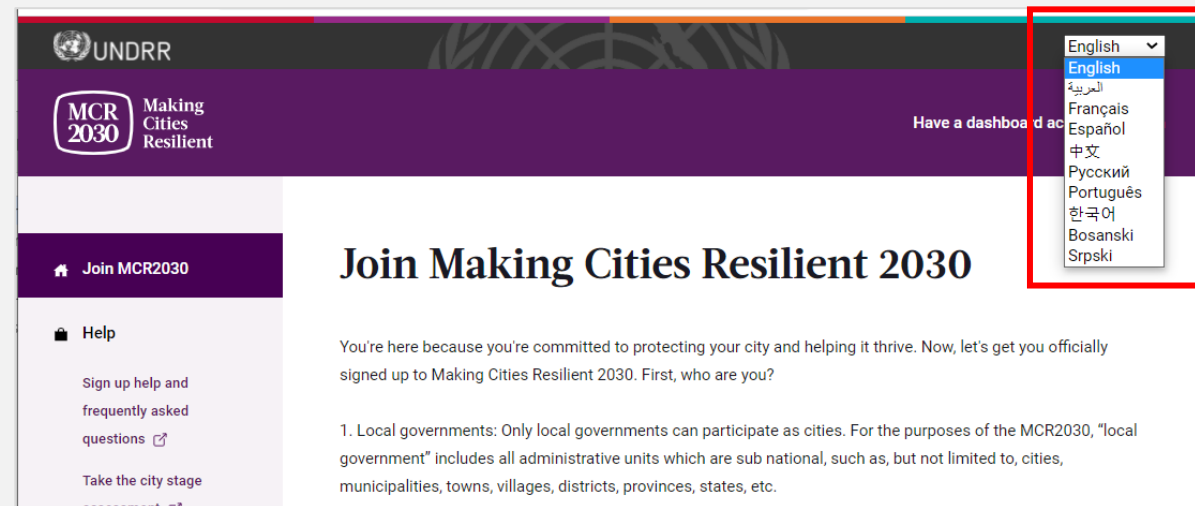 UNDRR
English
English
العربية
Français
Español
中文
Русский
Português
한국어
Bosanski
Srpski
MCR
2030
Making
Cities
Resilient
Have a dashboard ac
Join MCR2030
Help
Sign up help and
frequently asked
questions
Take the city stage
Join Making Cities Resilient 2030
You're here because you're committed to protecting your city and helping it thrive. Now, let's get you officially
signed up to Making Cities Resilient 2030. First, who are you?
1. Local governments: Only local governments can participate as cities. For the purposes of the MCR2030, “local
government” includes all administrative units which are sub national, such as, but not limited to, cities,
municipalities, towns, villages, districts, provinces, states, etc.